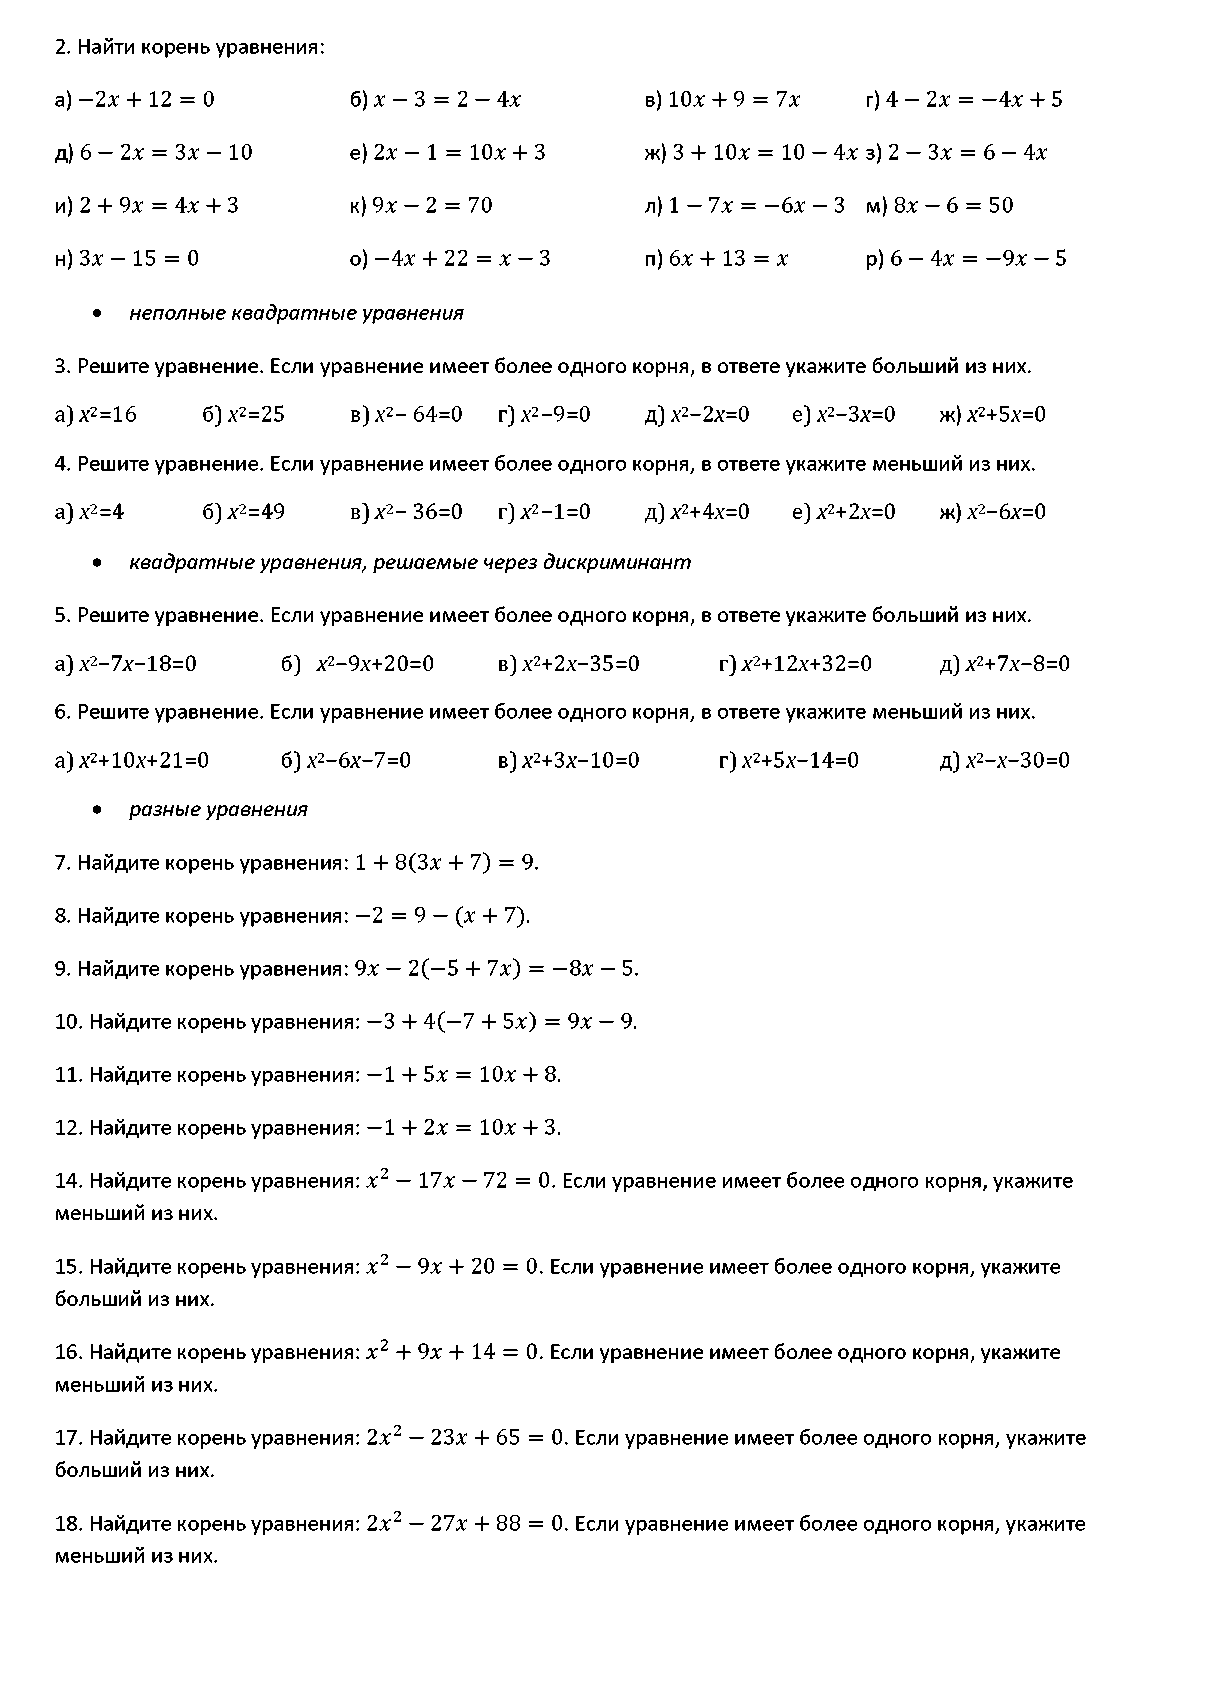 2. Найти корень уравнения:
а) −2x + 12 = 0 б) x − 3 = 2 − 4x в) 10x + 9 = 7x г) 4 − 2x = −4x + 5
д) 6 − 2x = 3x − 10 е) 2x − 1 = 10x + 3 ж) 3 + 10x = 10 − 4x з) 2 − 3x = 6 − 4x
и) 2 + 9x = 4x + 3 к) 9x − 2 = 70 л) 1 − 7x = −6x − 3 м) 8x − 6 = 50
н) 3x − 15 = 0 о) −4x + 22 = x − 3 п) 6x + 13 = x р) 6 − 4x = −9x − 5
• неполные квадратные уравнения
3. Решите уравнение. Если уравнение имеет более одного корня, в ответе укажите больший из них.
а) x²=16 б) x²=25 в) x²− 64=0 г) x²−9=0 д) x²−2x=0 е) x²−3x=0 ж) x²+5x=0
4. Решите уравнение. Если уравнение имеет более одного корня, в ответе укажите меньший из них.
а) x²=4 б) x²=49 в) x²− 36=0 г) x²−1=0 д) x²+4x=0 е) x²+2x=0 ж) x²−6x=0
• квадратные уравнения, решаемые через дискриминант
5. Решите уравнение. Если уравнение имеет более одного корня, в ответе укажите больший из них.
а) x²−7x−18=0 б) x²−9x+20=0 в) x²+2x−35=0 г) x²+12x+32=0 д) x²+7x−8=0
6. Решите уравнение. Если уравнение имеет более одного корня, в ответе укажите меньший из них.
а) x²+10x+21=0 б) x²−6x−7=0 в) x²+3x−10=0 г) x²+5x−14=0 д) x²−x−30=0
• разные уравнения
7. Найдите корень уравнения: 1 + 8(3x + 7) = 9.
8. Найдите корень уравнения: −2 = 9 − (x + 7).
9. Найдите корень уравнения: 9x − 2(−5 + 7x) = −8x − 5.
10. Найдите корень уравнения: −3 + 4(−7 + 5x) = 9x − 9.
11. Найдите корень уравнения: −1 + 5x = 10x + 8.
12. Найдите корень уравнения: −1 + 2x = 10x + 3.
14. Найдите корень уравнения: x² − 17x − 72 = 0. Если уравнение имеет более одного корня, укажите
меньший из них.
15. Найдите корень уравнения: x² − 9x + 20 = 0. Если уравнение имеет более одного корня, укажите
больший из них.
16. Найдите корень уравнения: x² + 9x + 14 = 0. Если уравнение имеет более одного корня, укажите
меньший из них.
17. Найдите корень уравнения: 2x² − 23x + 65 = 0. Если уравнение имеет более одного корня, укажите
больший из них.
18. Найдите корень уравнения: 2x² − 27x + 88 = 0. Если уравнение имеет более одного корня, укажите
меньший из них.